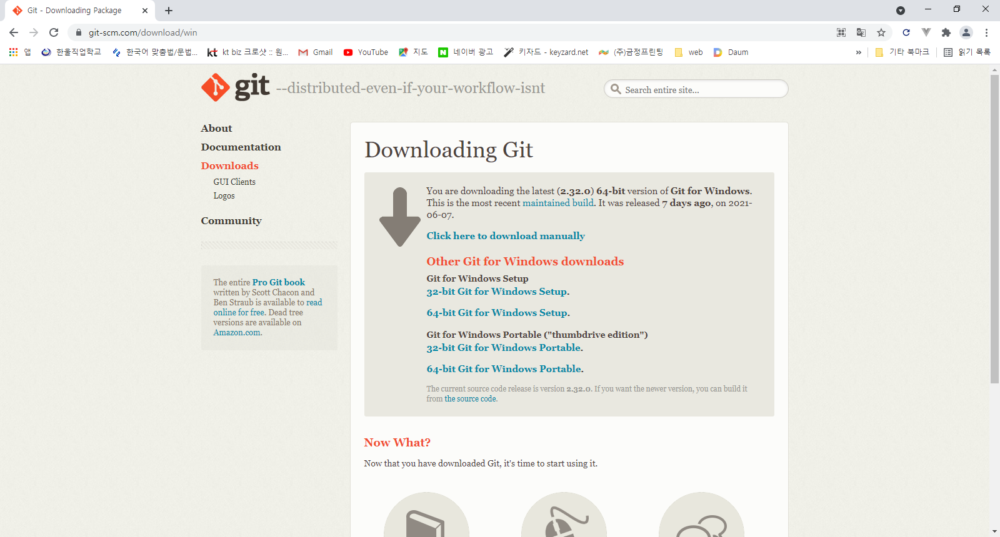 Git - Downloading Package
git-scm.com/download/win
앱 한울직업학교 한국어 맞춤법/문법... kt kt biz 크로샷 :: 원... Gmail YouTube 지도 N 네이버 광고 키자드 - keyzard.net (주)금정프린팅 web Daum » 기타 북마크 읽기 목록
git --distributed-even-if-your-workflow-isnt
Search entire site...
About
Documentation
Downloads
GUI Clients
Logos
Community
The entire Pro Git book
written by Scott Chacon and
Ben Straub is available to read
online for free. Dead tree
versions are available on
Amazon.com.
Downloading Git
You are downloading the latest (2.32.0) 64-bit version of Git for Windows.
This is the most recent maintained build. It was released 7 days ago, on 2021-
06-07.
Click here to download manually
Other Git for Windows downloads
Git for Windows Setup
32-bit Git for Windows Setup.
64-bit Git for Windows Setup.
Git for Windows Portable ("thumbdrive edition")
32-bit Git for Windows Portable.
64-bit Git for Windows Portable.
The current source code release is version 2.32.0. If you want the newer version, you can build it
from the source code.
Now What?
Now that you have downloaded Git, it's time to start using it.